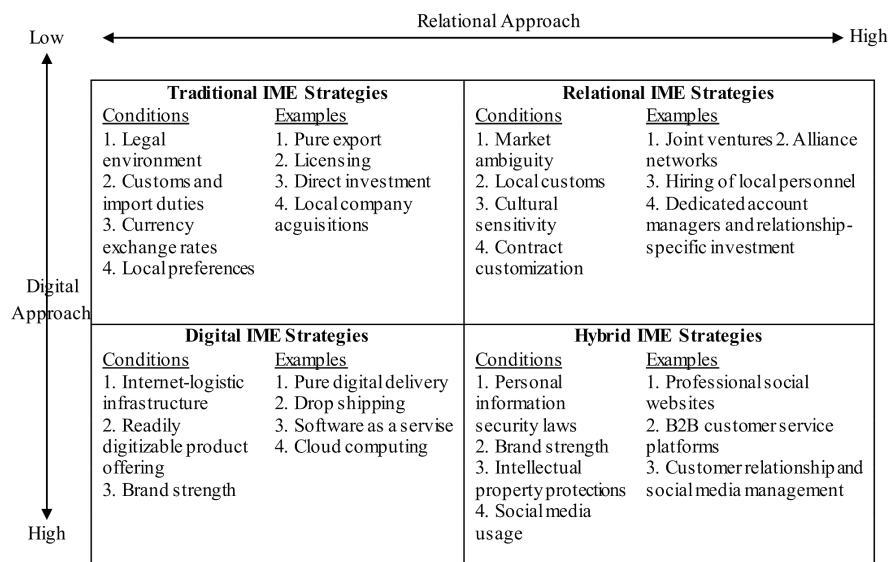 Relational Approach
Low
High
Traditional IME Strategies
Conditions
1. Legal
environment
2. Customs and
import duties
3. Currency
exchange rates
4. Local preferences
Examples
1. Pure export
2. Licensing
3. Direct investment
4. Local company
acquisitions
Relational IME Strategies
Conditions
1. Market
ambiguity
2. Local customs
3. Cultural
sensitivity
4. Contract
customization
Examples
1. Joint ventures 2. Alliance
networks
3. Hiring of local personnel
4. Dedicated account
managers and relationship-
specific investment
Digital
Approach
Digital IME Strategies
Conditions
1. Internet-logistic
infrastructure
2. Readily
digitizable product
offering
3. Brand strength
Examples
1. Pure digital delivery
2. Drop shipping
3. Software as a servise
4. Cloud computing
Hybrid IME Strategies
Conditions
1. Personal
information
security laws
2. Brand strength
3. Intellectual
property protections
4. Social media
usage
Examples
1. Professional social
websites
2. B2B customer service
platforms
3. Customer relationship and
social media management
High